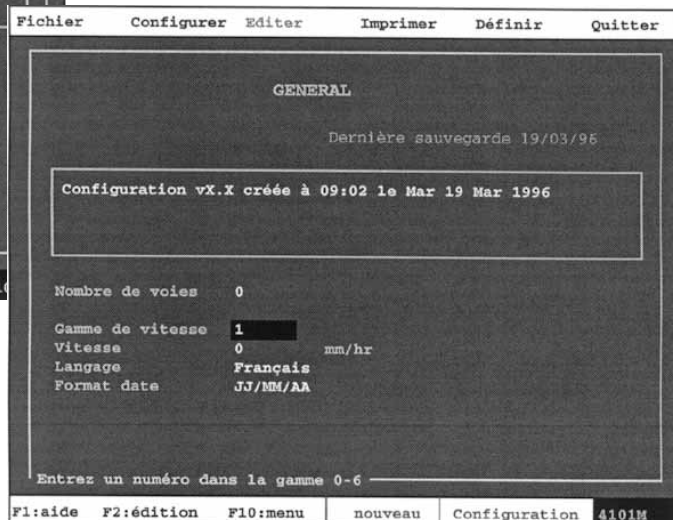 Fichier Configurer Editer Imprimer Définir Quitter
GENERAL
Dernière sauvegarde 19/03/96
Configuration vX.X créée à 09:02 le Mar 19 Mar 1996
Nombre de voies 0
Gamme de vitesse 1
Vitesse 0 mm/hr
Langage Français
Format date JJ/MM/AA
Entrez un numéro dans la gamme 0-6
F1:aide F2:édition F10:menu nouveau Configuration 4101M